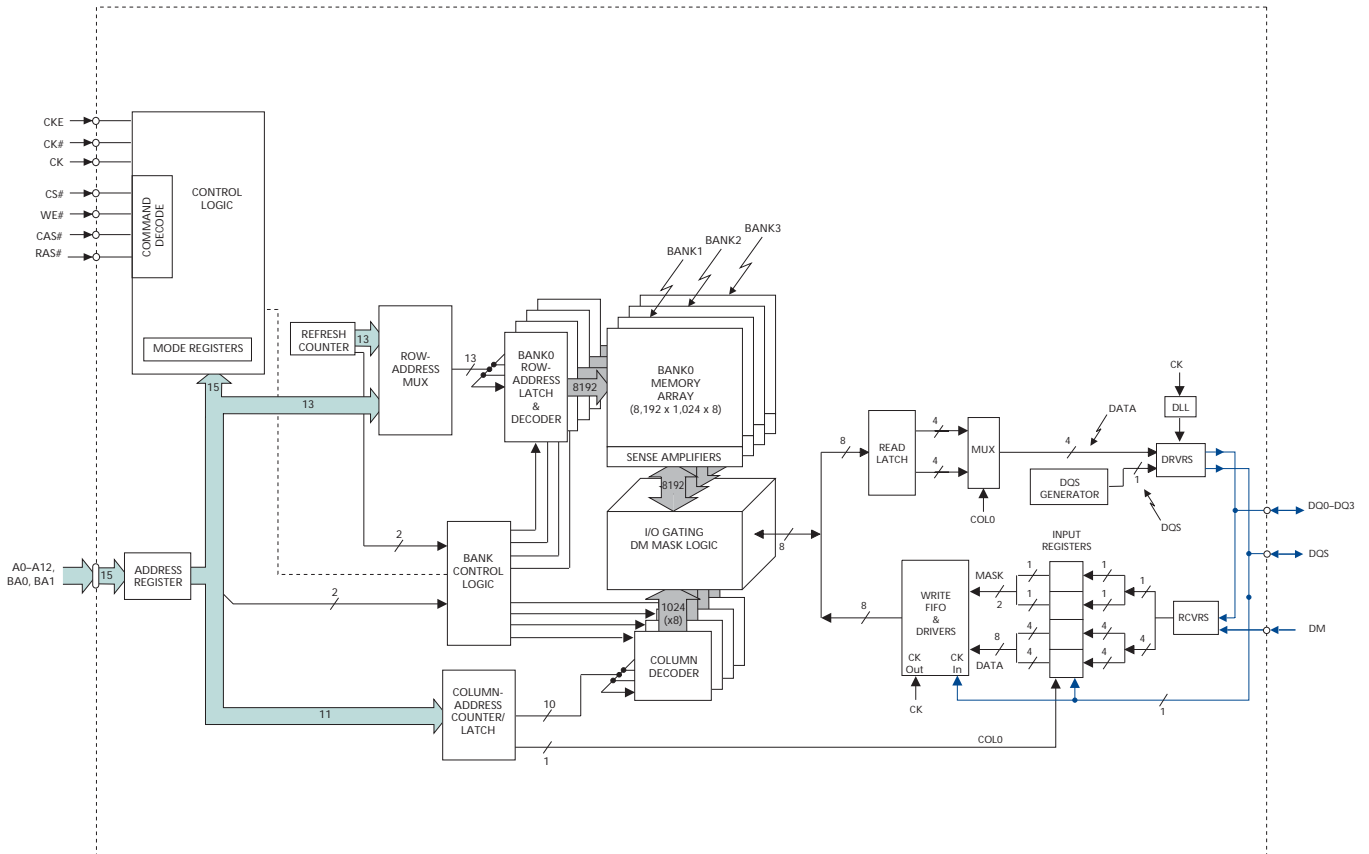 CKE
CK#
CK
CS#
WE#
CAS#
RAS#
COMMAND
DECODE
CONTROL
LOGIC
MODE REGISTERS
15
REFRESH
COUNTER
13
13
ROW-
ADDRESS
MUX
13
BANK0
ROW-
ADDRESS
LATCH
&
DECODER
8192
BANK1
BANK2
BANK3
BANK0
MEMORY
ARRAY
(8,192 x 1,024 x 8)
SENSE AMPLIFIERS
8192
I/O GATING
DM MASK LOGIC
8
2
BANK
CONTROL
LOGIC
2
A0–A12,
BA0, BA1
15
ADDRESS
REGISTER
1024
(x8)
COLUMN
DECODER
11
COLUMN-
ADDRESS
COUNTER/
LATCH
10
1
COL0
8
READ
LATCH
4
4
MUX
COL0
4
DATA
DQS
GENERATOR
1
DQS
CK
DLL
DRVRS
DQ0–DQ3
DQS
DM
INPUT
REGISTERS
8
WRITE
FIFO
&
DRIVERS
CK
Out
CK
In
CK
MASK
2
8
DATA
1
1
4
4
1
1
4
4
1
4
RCVRS
1